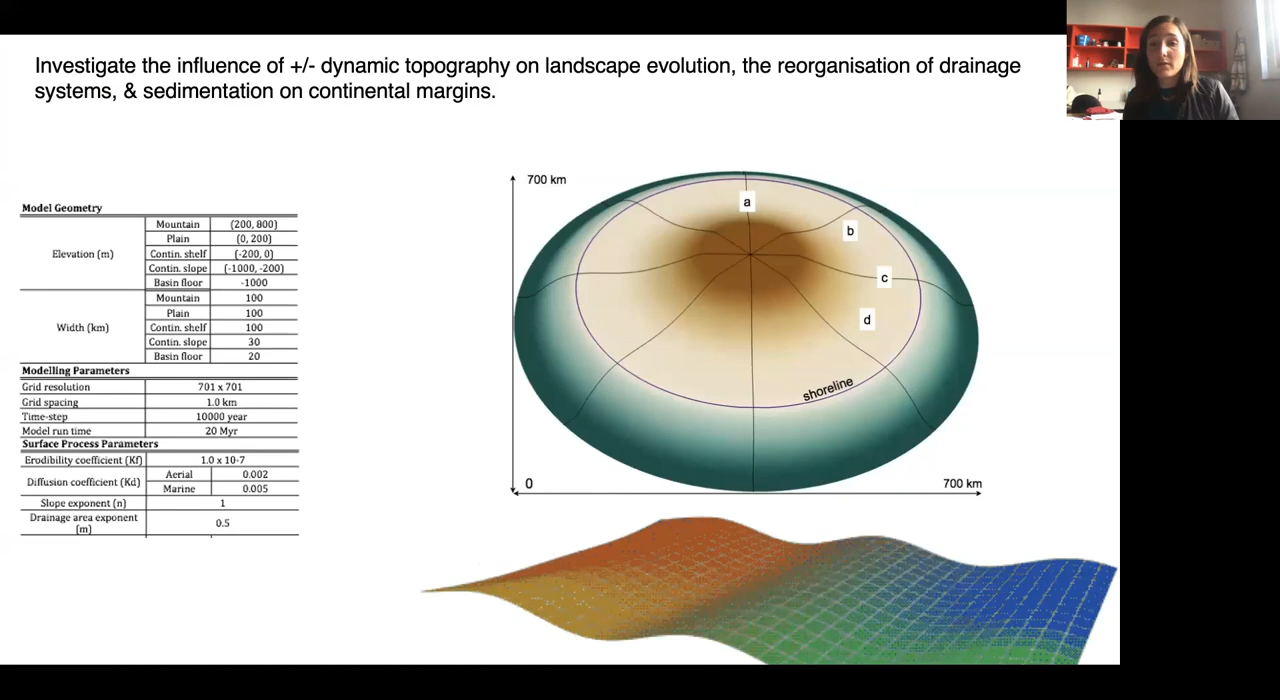 Investigate the influence of +/- dynamic topography on landscape evolution, the reorganisation of drainage
systems, & sedimentation on continental margins.
Model Geometry
Elevation (m)
Mountain (200, 800)
Plain (0, 200)
Contin. shelf (-200, 0)
Contin. slope (-1000, -200)
Basin floor -1000
Width (km)
Mountain 100
Plain 100
Contin. shelf 100
Contin. slope 30
Basin floor 20
Modelling Parameters
Grid resolution 701 x 701
Grid spacing 1.0 km
Time-step 10000 year
Model run time 20 Myr
Surface Process Parameters
Erodibility coefficient (Kf) 1.0 x 10-7
Diffusion coefficient (Kd)
Aerial 0.002
Marine 0.005
Slope exponent (n) 1
Drainage area exponent
(m)
0.5
700 km
a
b
c
d
shoreline
0
700 km